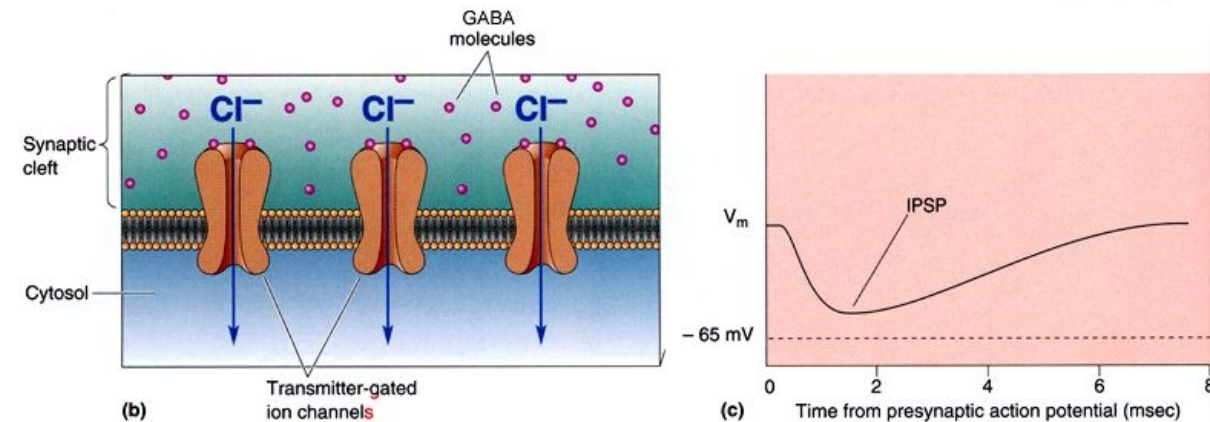 GABA
molecules
Cl–
Cl–
Cl–
Synaptic
cleft
Cytosol
Transmitter-gated
ion channels
(b)
Vm
IPSP
– 65 mV
0
2
4
6
8
(c)
Time from presynaptic action potential (msec)